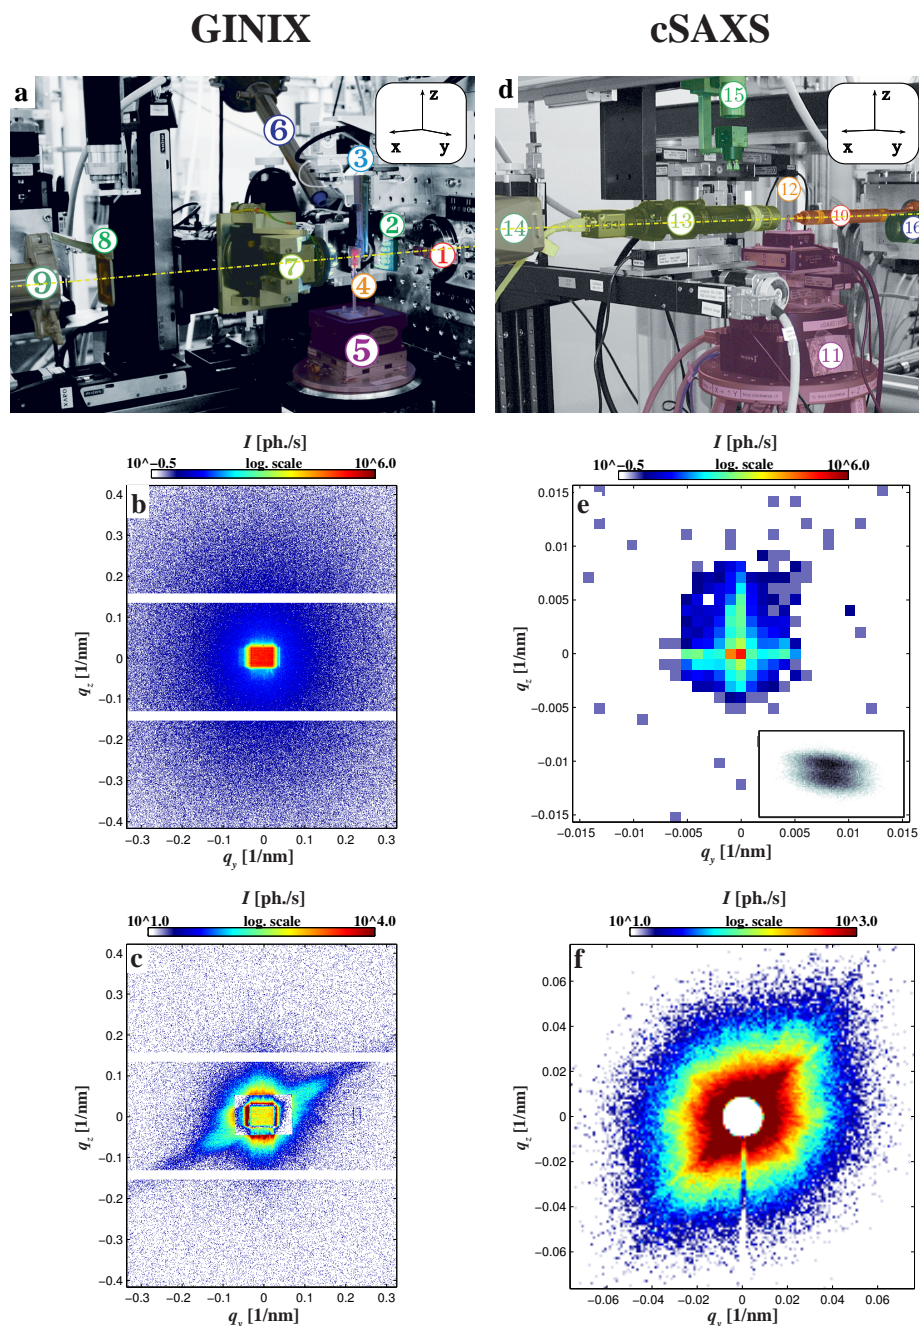 GINIX
cSAXS
a
z
x
y
1
2
3
4
5
6
7
8
9
d
z
x
y
10
11
12
13
14
15
16
I [ph./s]
10^−0.5 log. scale 10^6.0
b
0.4
0.3
0.2
0.1
0
−0.1
−0.2
−0.3
−0.4
q_z [1/nm]
−0.3 −0.2 −0.1 0 0.1 0.2 0.3
q_y [1/nm]
I [ph./s]
10^−0.5 log. scale 10^6.0
e
0.015
0.01
0.005
0
−0.005
−0.01
−0.015
q_z [1/nm]
−0.015 −0.01 −0.005 0 0.005 0.01 0.015
q_y [1/nm]
I [ph./s]
10^1.0 log. scale 10^4.0
c
0.4
0.3
0.2
0.1
0
−0.1
−0.2
−0.3
−0.4
q_z [1/nm]
−0.3 −0.2 −0.1 0 0.1 0.2 0.3
q_y [1/nm]
I [ph./s]
10^1.0 log. scale 10^3.0
f
0.06
0.04
0.02
0
−0.02
−0.04
−0.06
q_z [1/nm]
−0.06 −0.04 −0.02 0 0.02 0.04 0.06
q_y [1/nm]